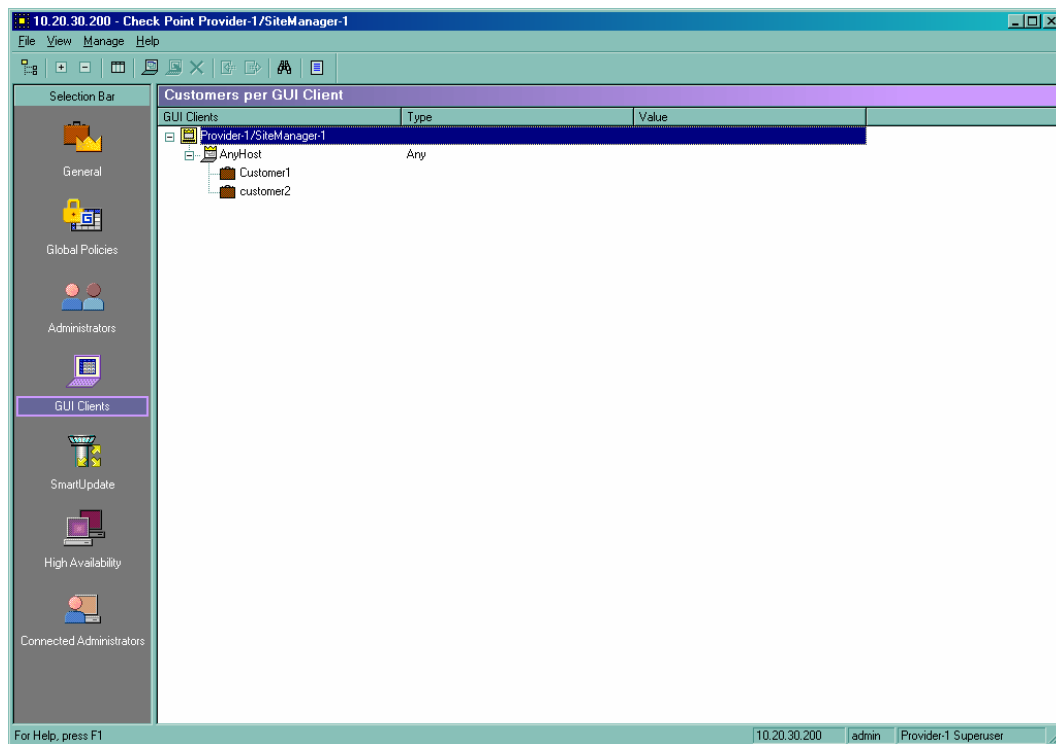 10.20.30.200 - Check Point Provider-1/SiteManager-1
File View Manage Help
Selection Bar
General
Global Policies
Administrators
GUI Clients
SmartUpdate
High Availability
Connected Administrators
Customers per GUI Client
GUI Clients Type Value
Provider-1/SiteManager-1
AnyHost Any
Customer1
customer2
For Help, press F1 10.20.30.200 admin Provider-1 Superuser